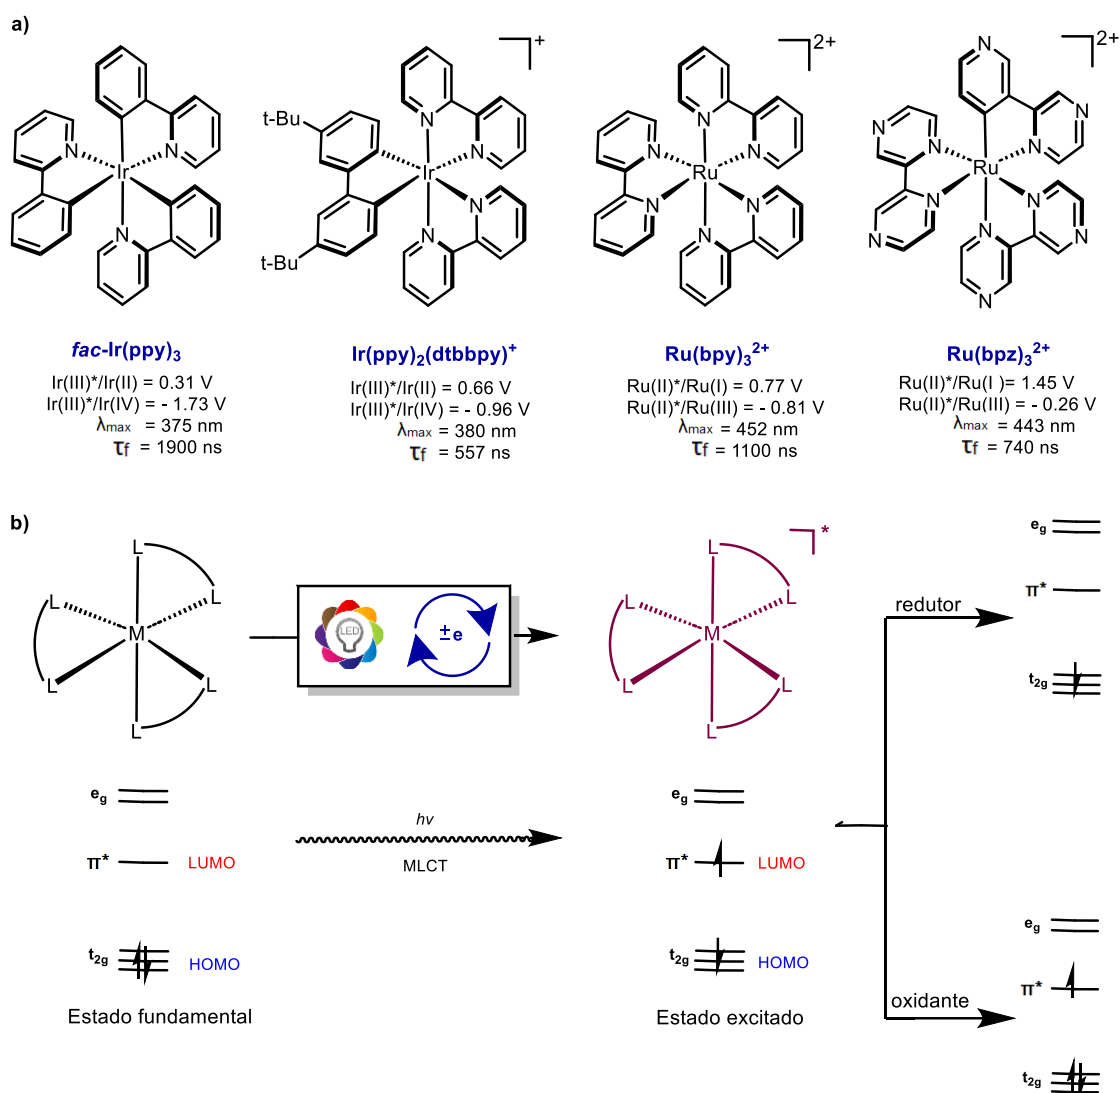 a)
+
2+
2+
t-Bu
t-Bu
N
N
N
Ir
N
N
N
N
Ir
N
N
N
N
N
N
Ru
N
N
N
N
N
N
N
N
Ru
N
N
N
N
N
N
fac-Ir(ppy)3
Ir(III)*/Ir(II) = 0.31 V
Ir(III)*/Ir(IV) = - 1.73 V
λmax = 375 nm
τf = 1900 ns
Ir(ppy)2(dtbbpy)+
Ir(III)*/Ir(II) = 0.66 V
Ir(III)*/Ir(IV) = - 0.96 V
λmax = 380 nm
τf = 557 ns
Ru(bpy)3 2+
Ru(II)*/Ru(I) = 0.77 V
Ru(II)*/Ru(III) = - 0.81 V
λmax = 452 nm
τf = 1100 ns
Ru(bpz)3 2+
Ru(II)*/Ru(I )= 1.45 V
Ru(II)*/Ru(III) = - 0.26 V
λmax = 443 nm
τf = 740 ns
b)
L
L
L
M
L
L
L
LED
± e
*
L
L
L
M
L
L
L
eg
π*
LUMO
t2g
HOMO
Estado fundamental
hv
MLCT
eg
π*
LUMO
t2g
HOMO
Estado excitado
redutor
eg
π*
t2g
oxidante
eg
π*
t2g